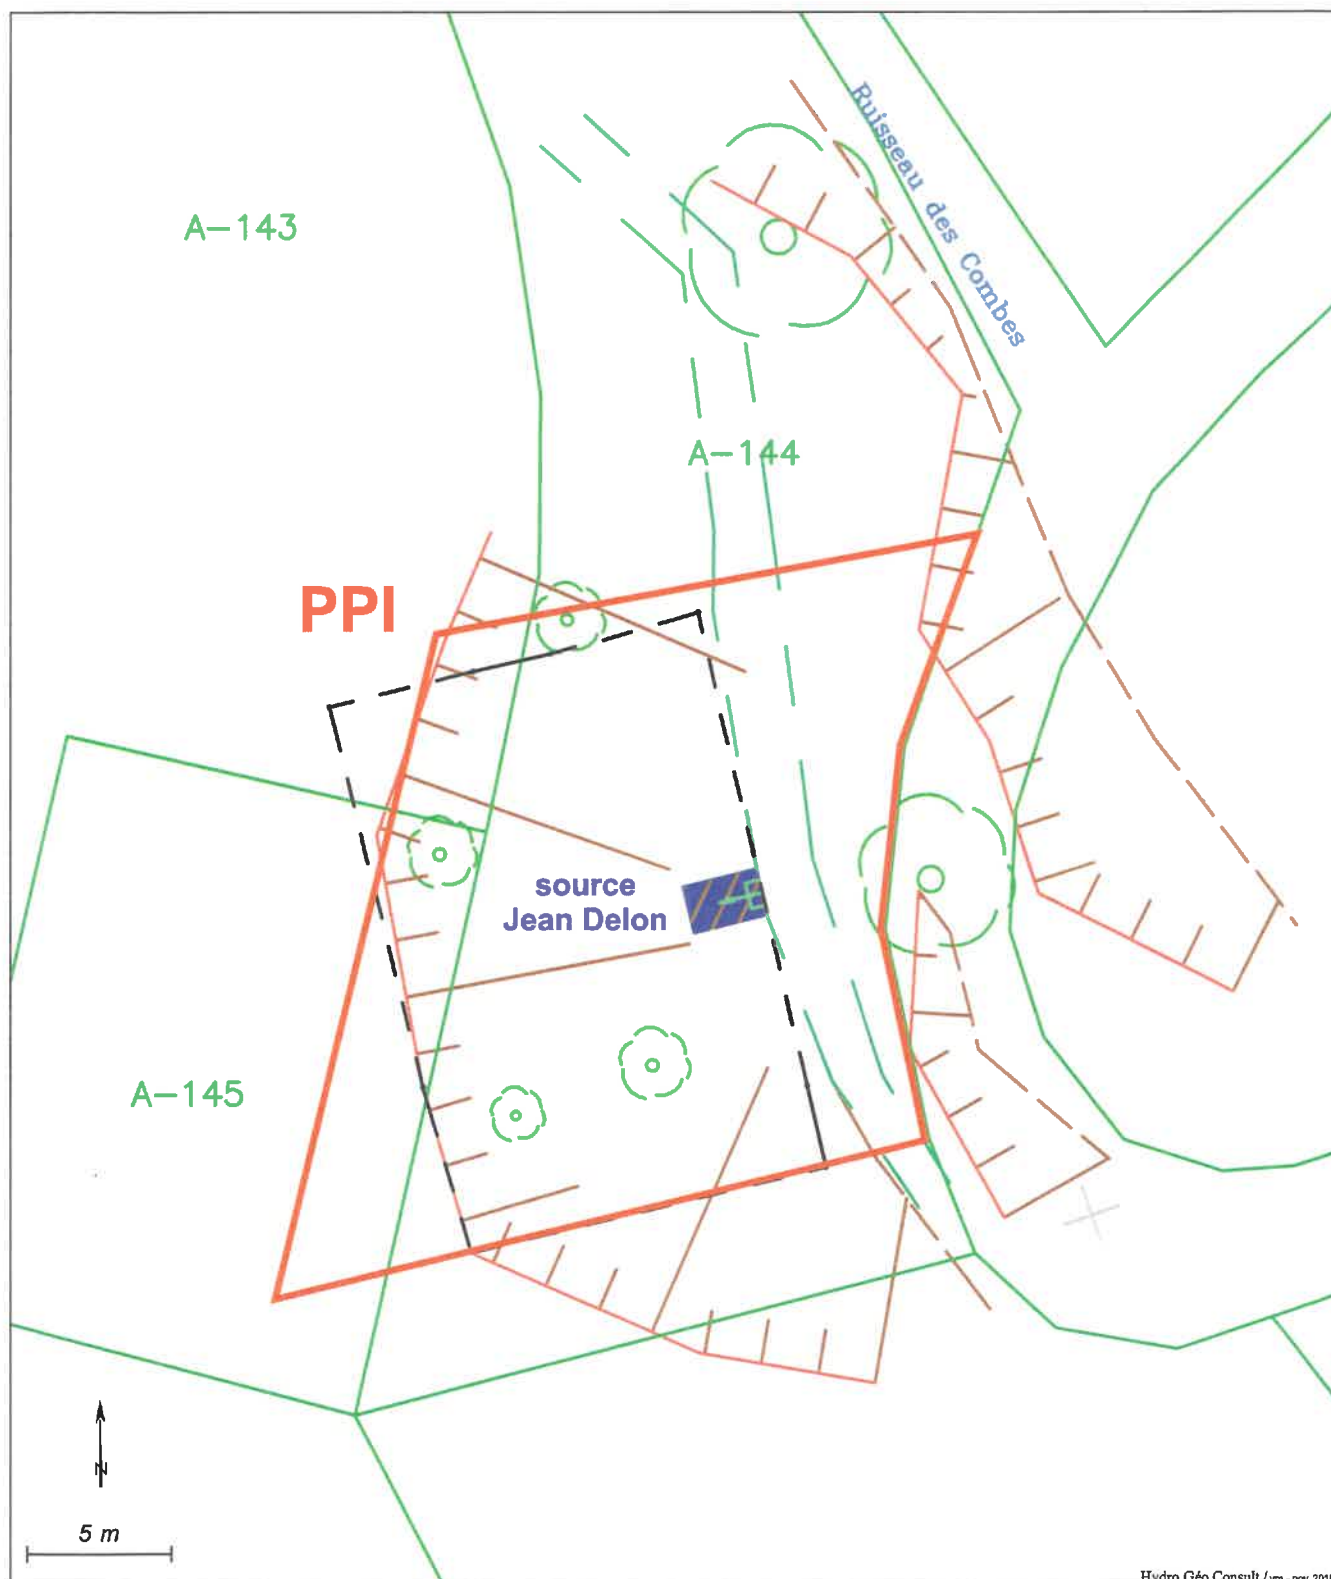 Ruisseau des Combes
A-143
A-144
PPI
source
Jean Delon
A-145
N
5 m
Hydro Géo Consult /